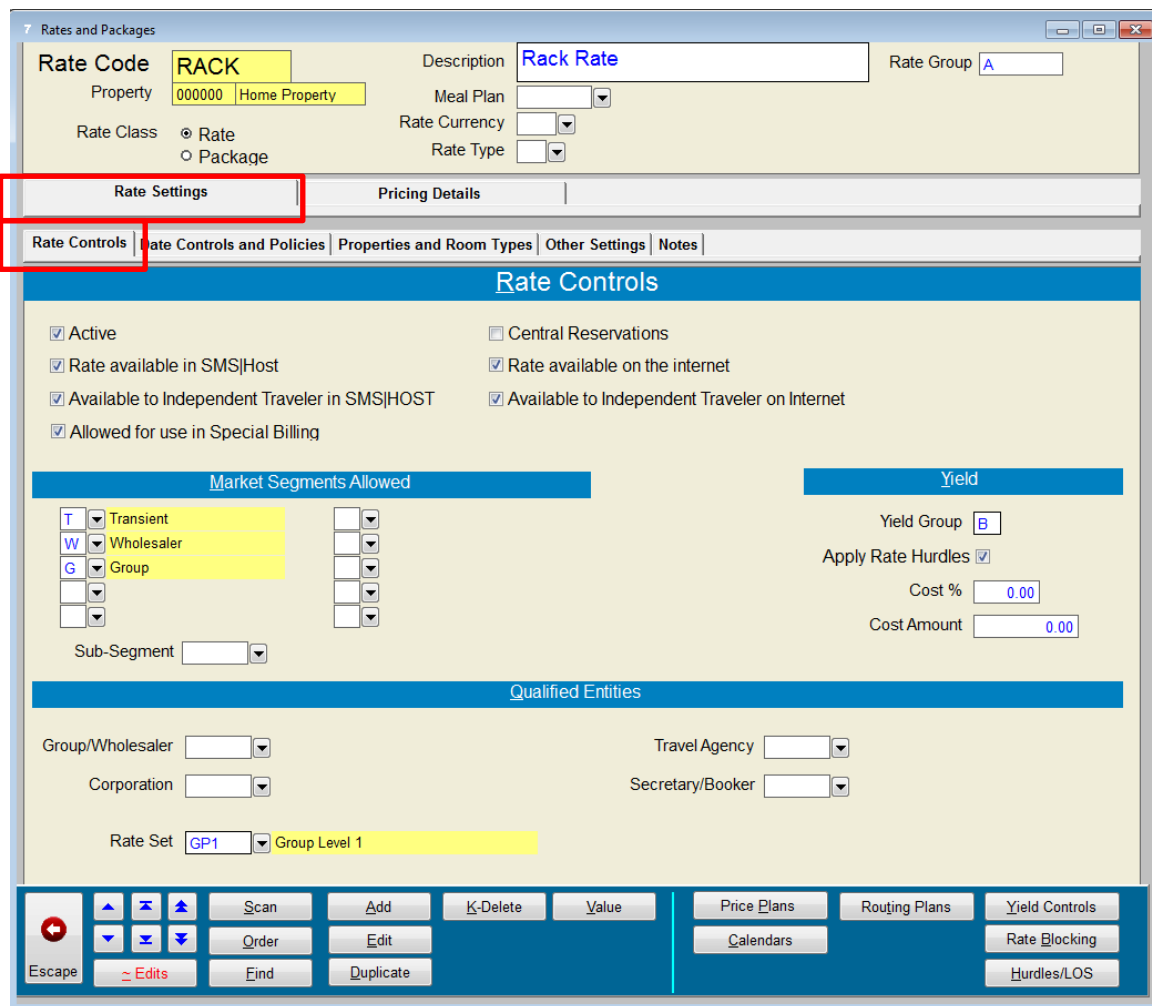 7 Rates and Packages
Rate Code RACK Description Rack Rate Rate Group A
Property 000000 Home Property Meal Plan
Rate Currency
Rate Class Rate Rate Type
Package
Rate Settings Pricing Details
Rate Controls Date Controls and Policies Properties and Room Types Other Settings Notes
Rate Controls
Active Central Reservations
Rate available in SMS|Host Rate available on the internet
Available to Independent Traveler in SMS|HOST Available to Independent Traveler on Internet
Allowed for use in Special Billing
Market Segments Allowed Yield
T Transient Yield Group B
W Wholesaler
G Group Apply Rate Hurdles
Cost % 0.00
Cost Amount 0.00
Sub-Segment
Qualified Entities
Group/Wholesaler Travel Agency
Corporation Secretary/Booker
Rate Set GP1 Group Level 1
Scan Add K-Delete Value Price Plans Routing Plans Yield Controls
Order Edit Calendars Rate Blocking
Escape ~ Edits Find Duplicate Hurdles/LOS